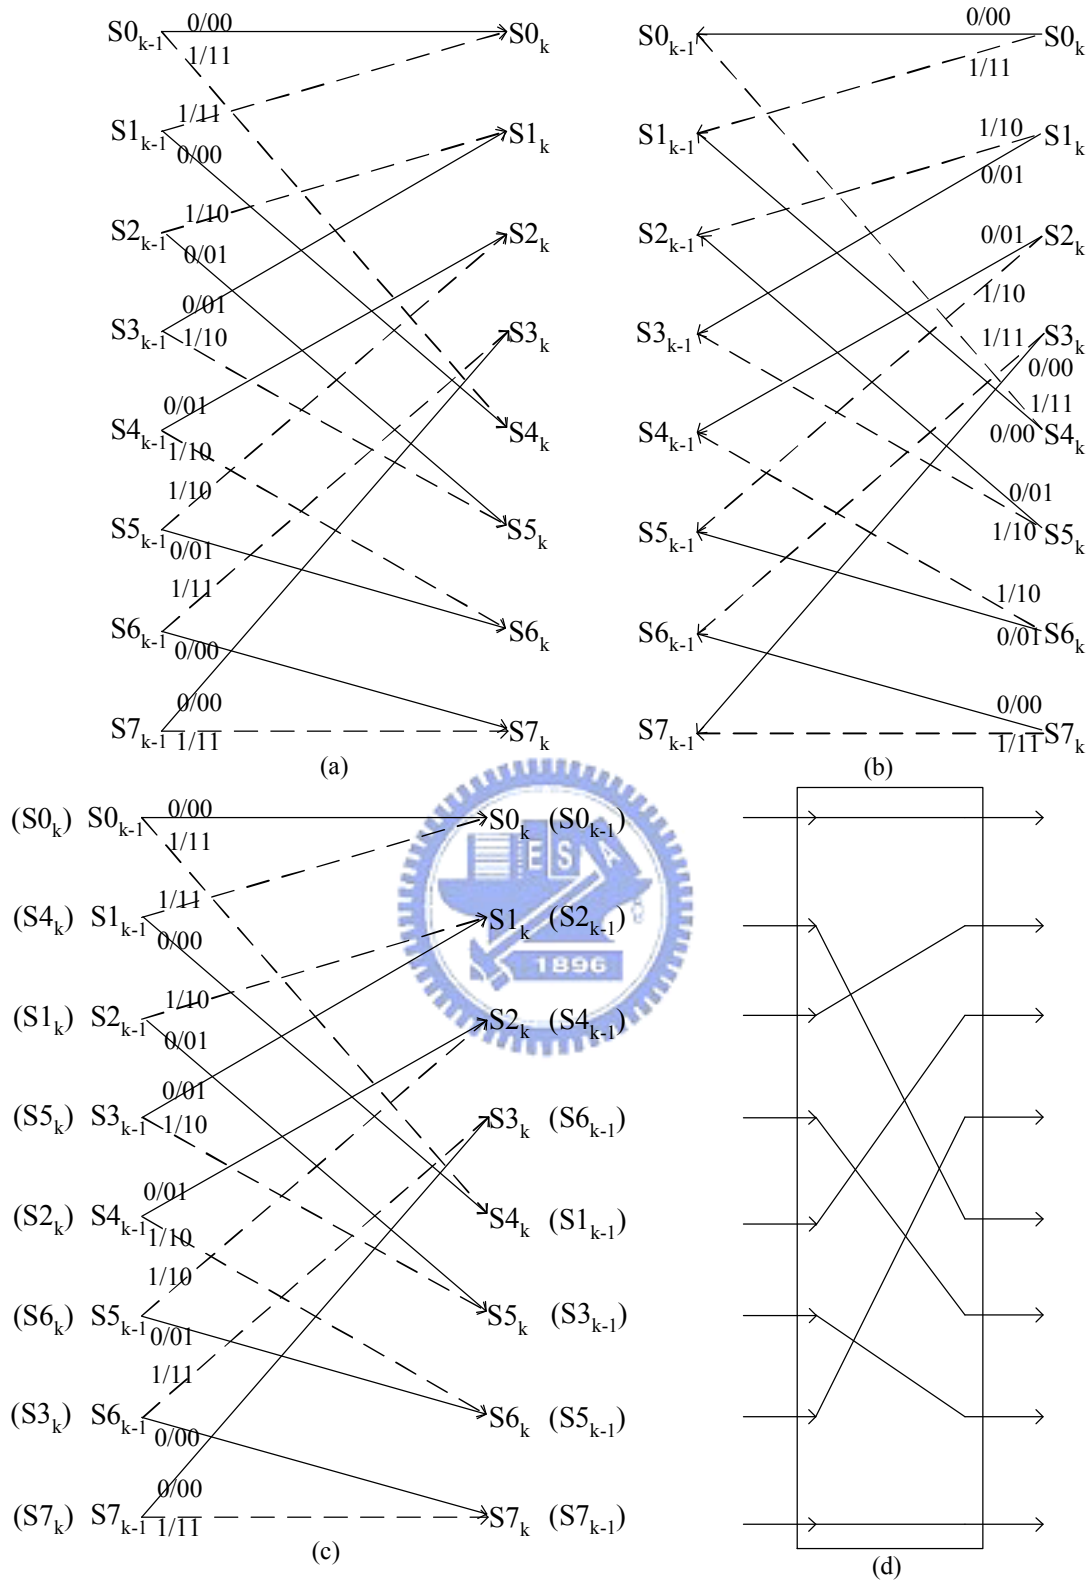 S0k-1 0/00 S0k
1/11
1/11
S1k-1 0/00 S1k
1/10
S2k-1 0/01 S2k
0/01
S3k-1 1/10 S3k
0/01
S4k-1 1/10 S4k
1/10
S5k-1 0/01 S5k
1/11
S6k-1 0/00 S6k
0/00
S7k-1 1/11 S7k
(a)
S0k-1 0/00 S0k
1/11
S1k-1 1/10 S1k
0/01
S2k-1 0/01 S2k
1/10
S3k-1 1/11 S3k
0/00
1/11
S4k-1 0/00 S4k
0/01
S5k-1 1/10 S5k
1/10
S6k-1 0/01 S6k
0/00
S7k-1 1/11 S7k
(b)
(S0k) S0k-1 0/00 S0k (S0k-1)
1/11
1/11
(S4k) S1k-1 0/00 S1k (S2k-1)
1/10
(S1k) S2k-1 0/01 S2k (S4k-1)
0/01
(S5k) S3k-1 1/10 S3k (S6k-1)
0/01
(S2k) S4k-1 1/10 S4k (S1k-1)
1/10
(S6k) S5k-1 0/01 S5k (S3k-1)
1/11
(S3k) S6k-1 0/00 S6k (S5k-1)
0/00
(S7k) S7k-1 1/11 S7k (S7k-1)
(c)
(d)
E S A
1896